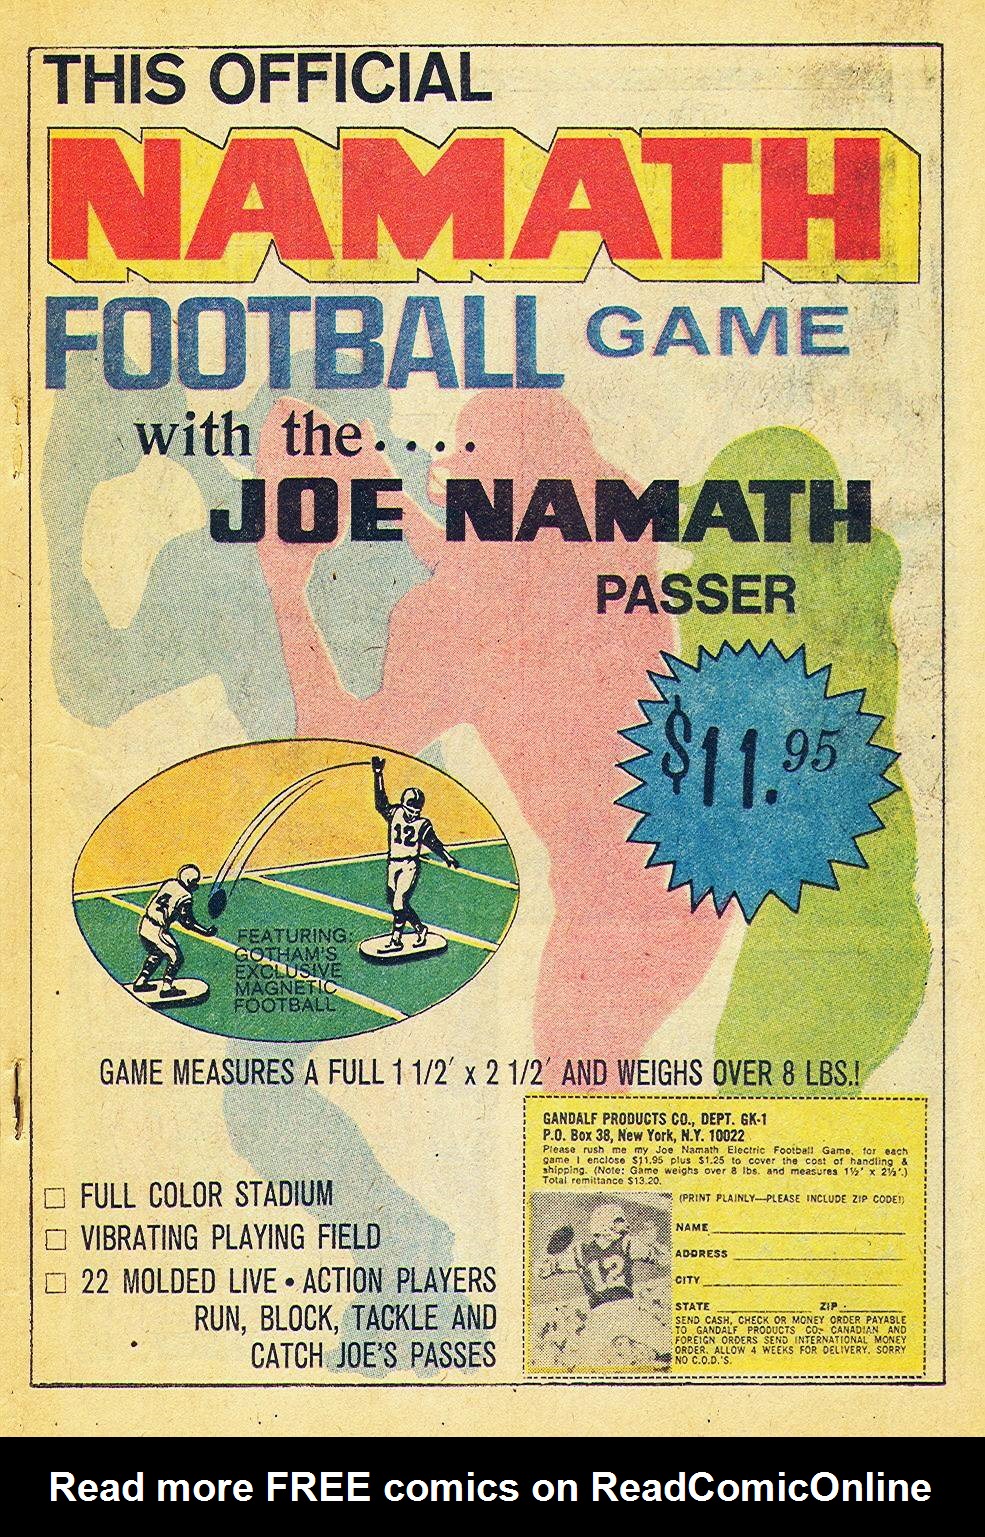 THIS OFFICIAL
NAMATH
FOOTBALL GAME
with the....
JOE NAMATH
PASSER
$11.95
12
4
FEATURING:
GOTHAM'S
EXCLUSIVE
MAGNETIC
FOOTBALL
GAME MEASURES A FULL 1 1/2' x 2 1/2' AND WEIGHS OVER 8 LBS.!
□ FULL COLOR STADIUM
□ VIBRATING PLAYING FIELD
□ 22 MOLDED LIVE • ACTION PLAYERS
RUN, BLOCK, TACKLE AND
CATCH JOE'S PASSES
GANDALF PRODUCTS CO., DEPT. GK-1
P.O. Box 38, New York, N.Y. 10022
Please rush me my Joe Namath Electric Football Game, for each
game I enclose $11.95 plus $1.25 to cover the cost of handling &
shipping. (Note: Game weighs over 8 lbs. and measures 1½' x 2½'.)
Total remittance $13.20.
(PRINT PLAINLY—PLEASE INCLUDE ZIP CODE!)
12
NAME
ADDRESS
CITY
STATE ZIP
SEND CASH, CHECK OR MONEY ORDER PAYABLE
TO GANDALF PRODUCTS CO. CANADIAN AND
FOREIGN ORDERS SEND INTERNATIONAL MONEY
ORDER. ALLOW 4 WEEKS FOR DELIVERY. SORRY
NO C.O.D.'S.
Read more FREE comics on ReadComicOnline